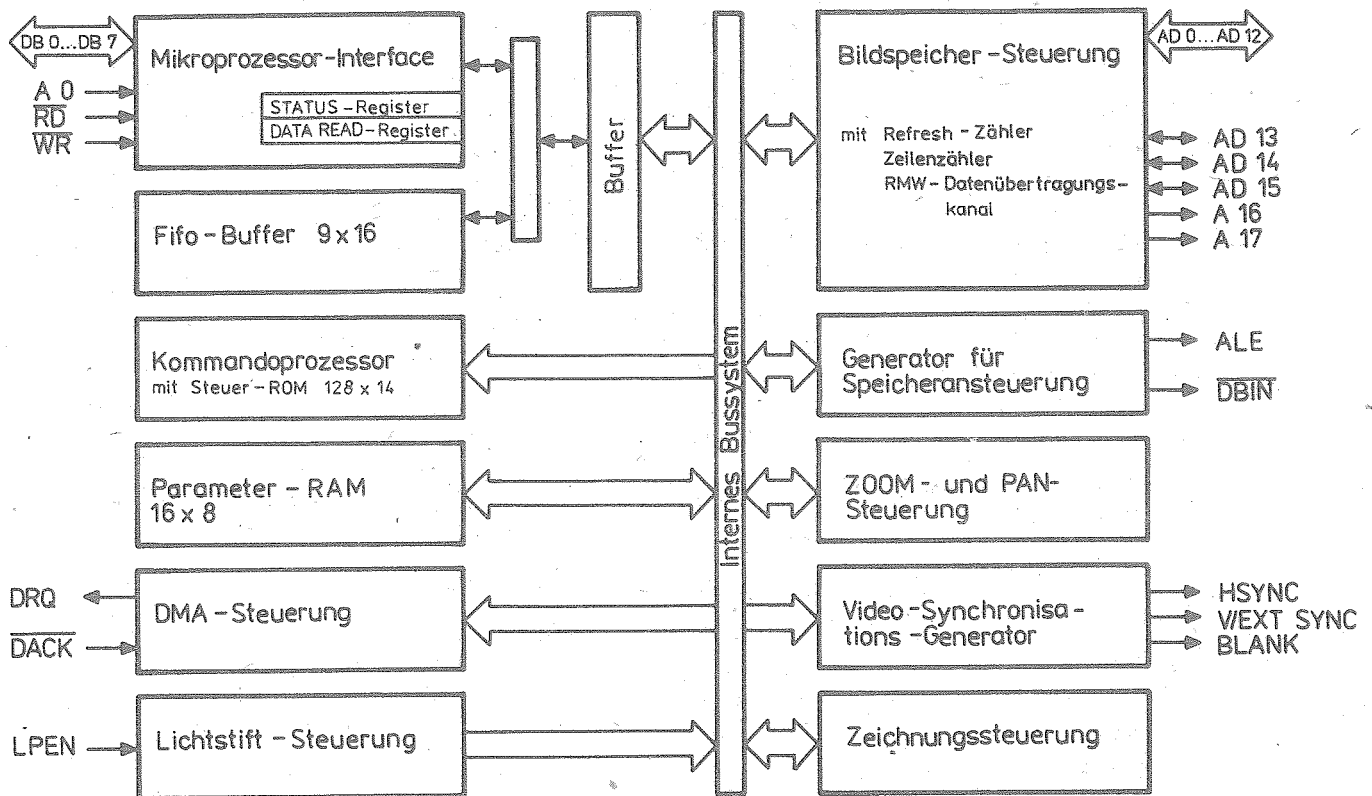 DB 0...DB 7
A 0
RD
WR
Mikroprozessor-Interface
STATUS-Register
DATA READ-Register
Fifo-Buffer 9x16
Kommandoprozessor
mit Steuer-ROM 128 x 14
Parameter - RAM
16 x 8
DRQ
DACK
DMA-Steuerung
LPEN
Lichtstift-Steuerung
Buffer
Internes Bussystem
Bildspeicher-Steuerung
mit Refresh-Zähler
Zeilenzähler
RMW-Datenübertragungs-
kanal
AD 0...AD 12
AD 13
AD 14
AD 15
A 16
A 17
Generator für
Speicheransteuerung
ALE
DBIN
ZOOM- und PAN-
Steuerung
Video-Synchronisa-
tions-Generator
HSYNC
V/EXT SYNC
BLANK
Zeichnungssteuerung